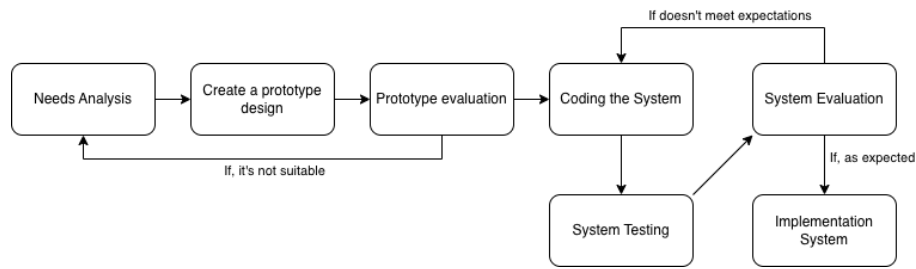 If doesn't meet expectations
Needs Analysis
Create a prototype
design
Prototype evaluation
Coding the System
System Evaluation
If, it's not suitable
If, as expected
System Testing
Implementation
System